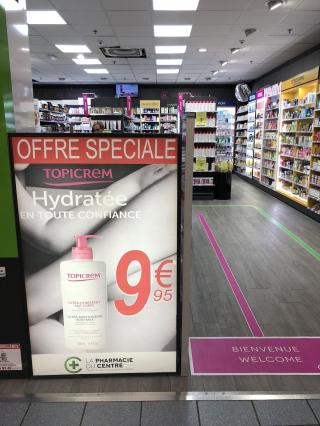 OFFRE SPECIALE
TOPICREM
Hydratée
EN TOUTE CONFIANCE
TOPICREM
9€95
LA PHARMACIE
DU CENTRE
BIENVENUE
WELCOME